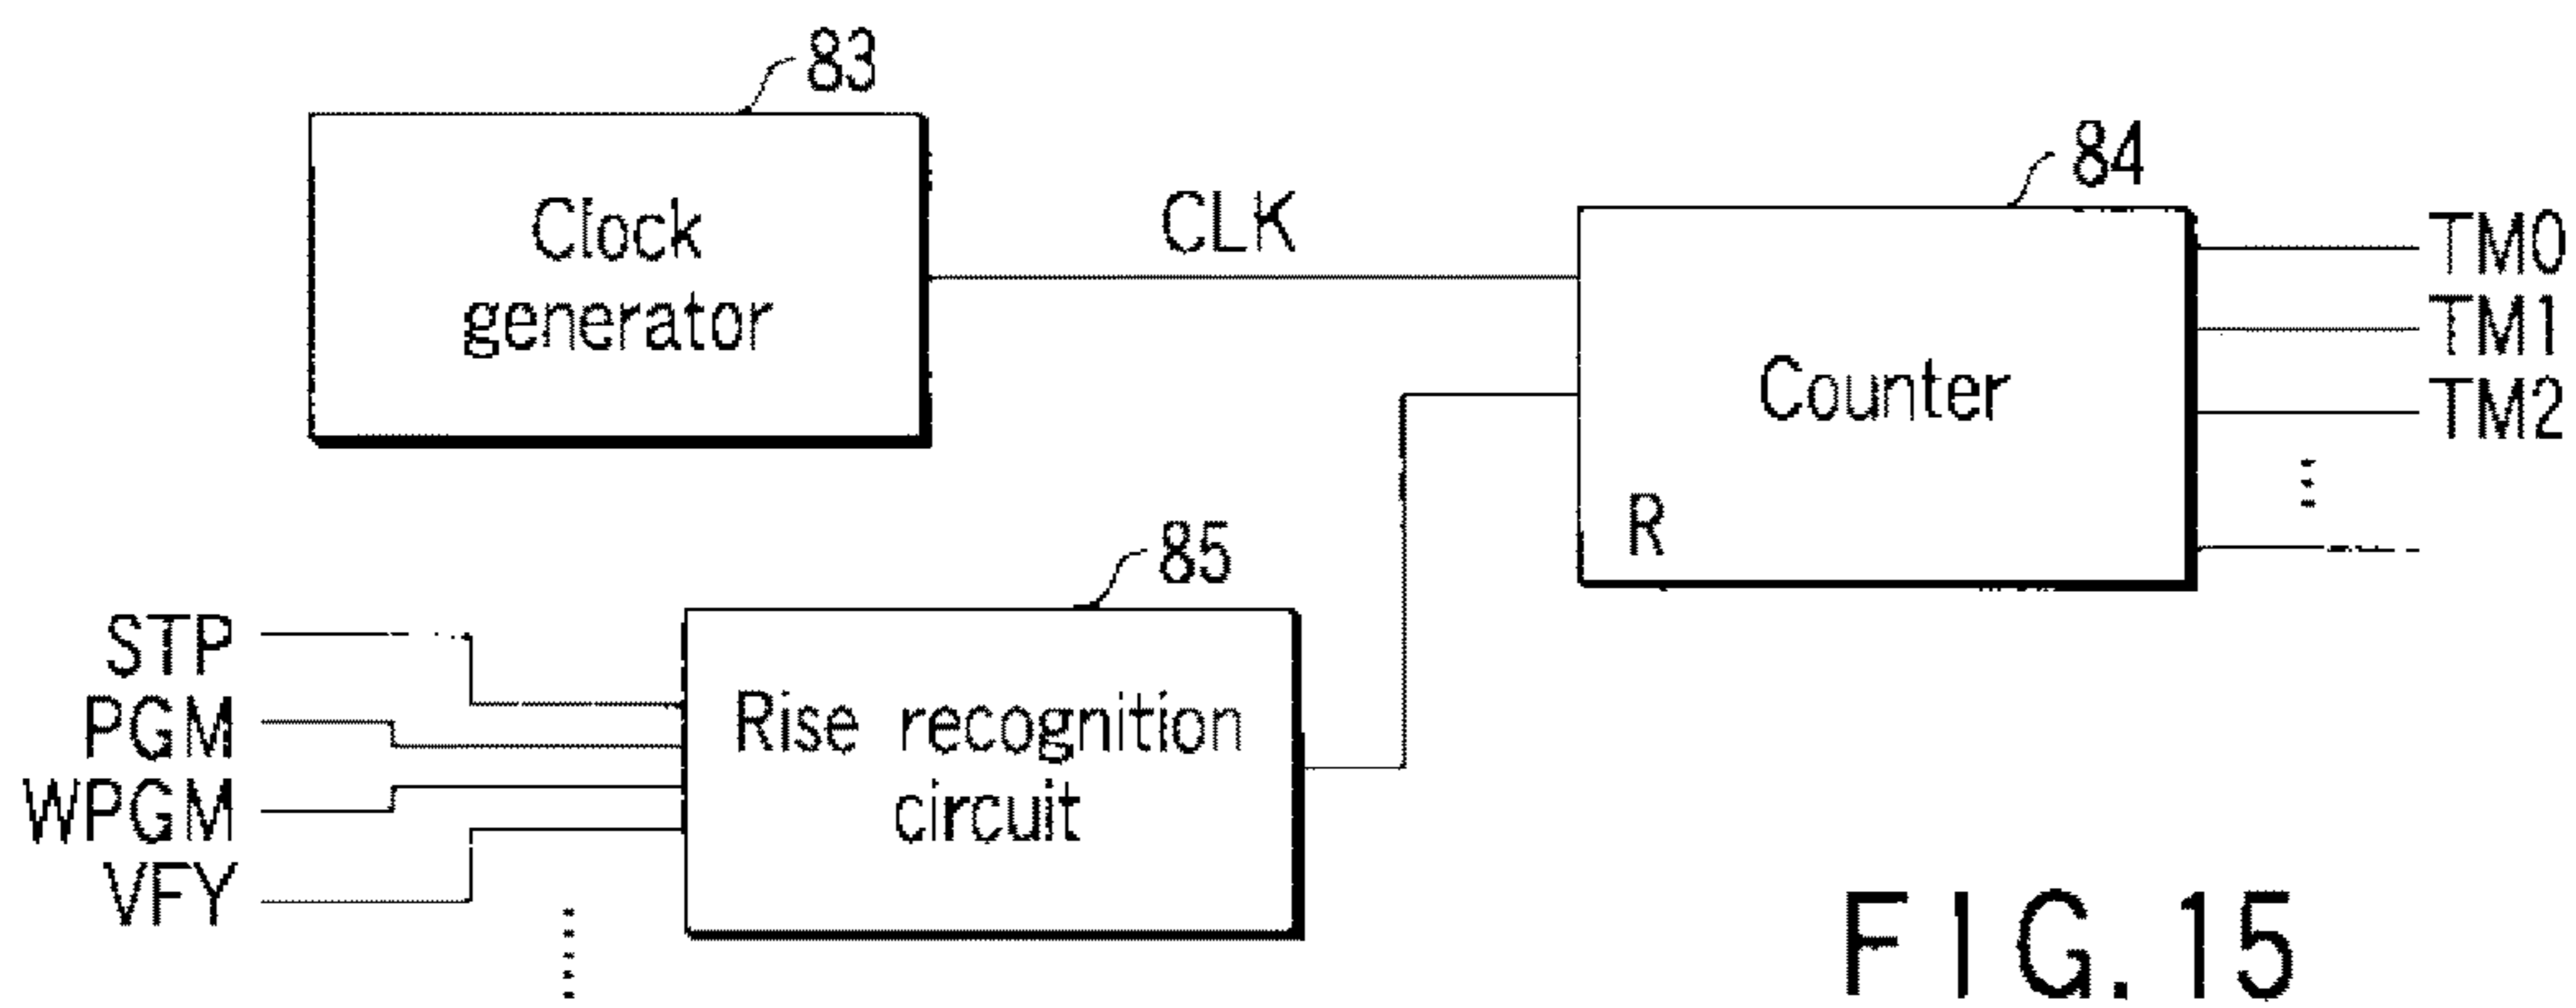 83
Clock
generator
CLK
84
Counter
R
TM0
TM1
TM2
85
Rise recognition
circuit
STP
PGM
WPGM
VFY
FIG.15